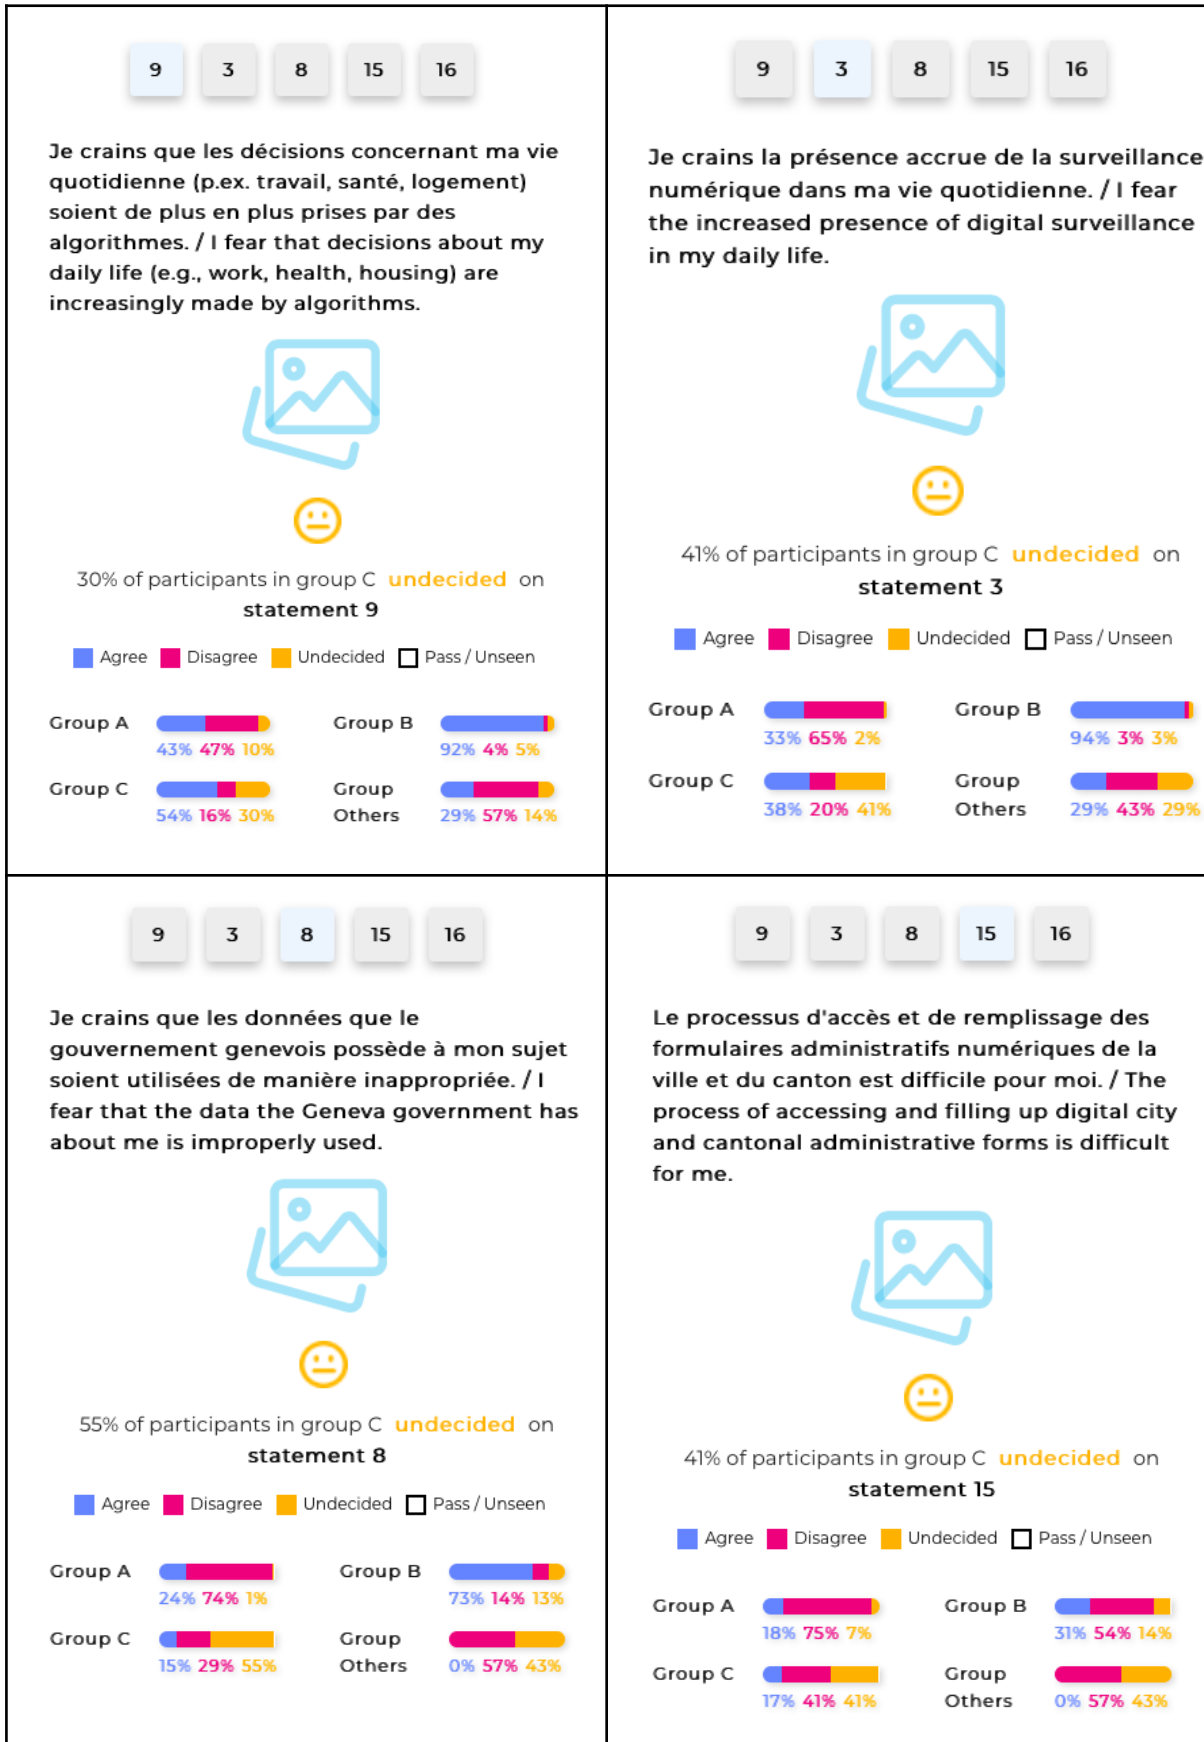 9 3 8 15 16
Je crains que les décisions concernant ma vie
quotidienne (p.ex. travail, santé, logement)
soient de plus en plus prises par des
algorithmes. / I fear that decisions about my
daily life (e.g., work, health, housing) are
increasingly made by algorithms.
30% of participants in group C undecided on
statement 9
Agree Disagree Undecided Pass / Unseen
Group A Group B
43% 47% 10% 92% 4% 5%
Group C Group
Others
54% 16% 30% 29% 57% 14%
9 3 8 15 16
Je crains la présence accrue de la surveillance
numérique dans ma vie quotidienne. / I fear
the increased presence of digital surveillance
in my daily life.
41% of participants in group C undecided on
statement 3
Agree Disagree Undecided Pass / Unseen
Group A Group B
33% 65% 2% 94% 3% 3%
Group C Group
Others
38% 20% 41% 29% 43% 29%
9 3 8 15 16
Je crains que les données que le
gouvernement genevois possède à mon sujet
soient utilisées de manière inappropriée. / I
fear that the data the Geneva government has
about me is improperly used.
55% of participants in group C undecided on
statement 8
Agree Disagree Undecided Pass / Unseen
Group A Group B
24% 74% 1% 73% 14% 13%
Group C Group
Others
15% 29% 55% 0% 57% 43%
9 3 8 15 16
Le processus d'accès et de remplissage des
formulaires administratifs numériques de la
ville et du canton est difficile pour moi. / The
process of accessing and filling up digital city
and cantonal administrative forms is difficult
for me.
41% of participants in group C undecided on
statement 15
Agree Disagree Undecided Pass / Unseen
Group A Group B
18% 75% 7% 31% 54% 14%
Group C Group
Others
17% 41% 41% 0% 57% 43%